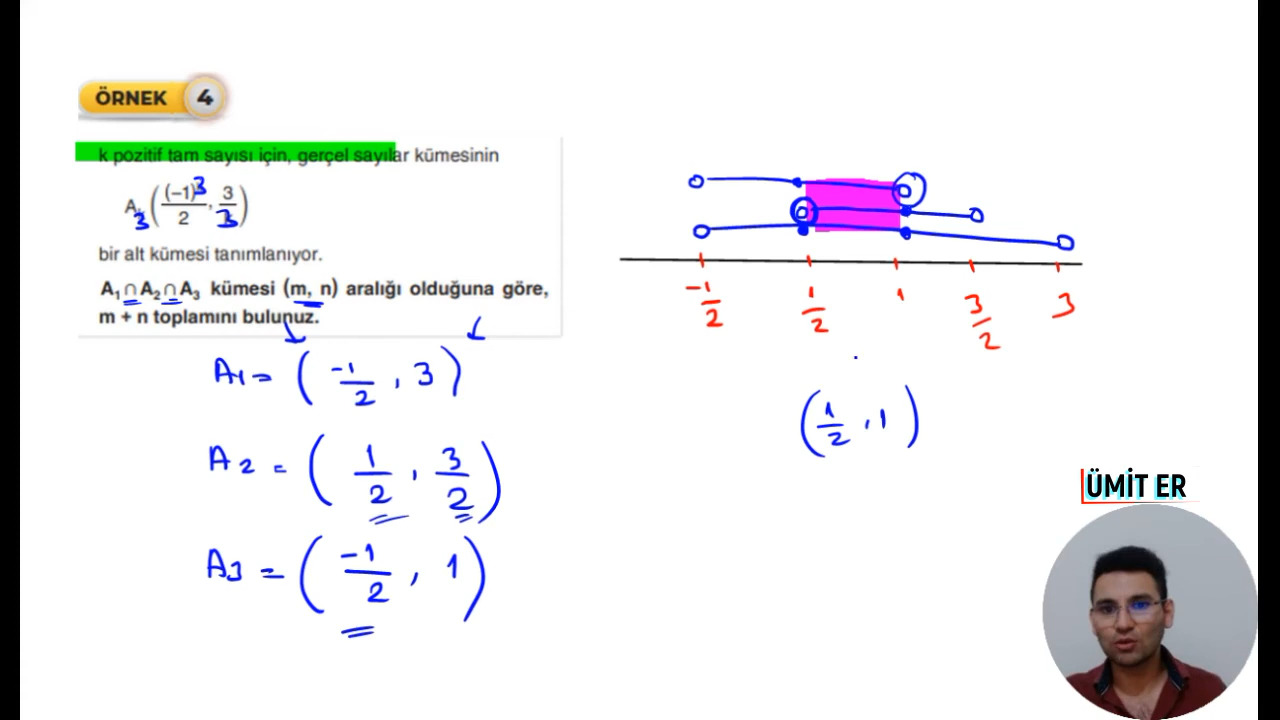 ÖRNEK 4
k pozitif tam sayısı için, gerçel sayılar kümesinin
A₃ ( (-1)³/2 , 3/3 )
bir alt kümesi tanımlanıyor.
A₁ ∩ A₂ ∩ A₃ kümesi (m, n) aralığı olduğuna göre,
m + n toplamını bulunuz.
A₁ = ( -1/2 , 3 )
A₂ = ( 1/2 , 3/2 )
A₃ = ( -1/2 , 1 )
-1/2 1/2 1 3/2 3
( 1/2 , 1 )
ÜMİT ER